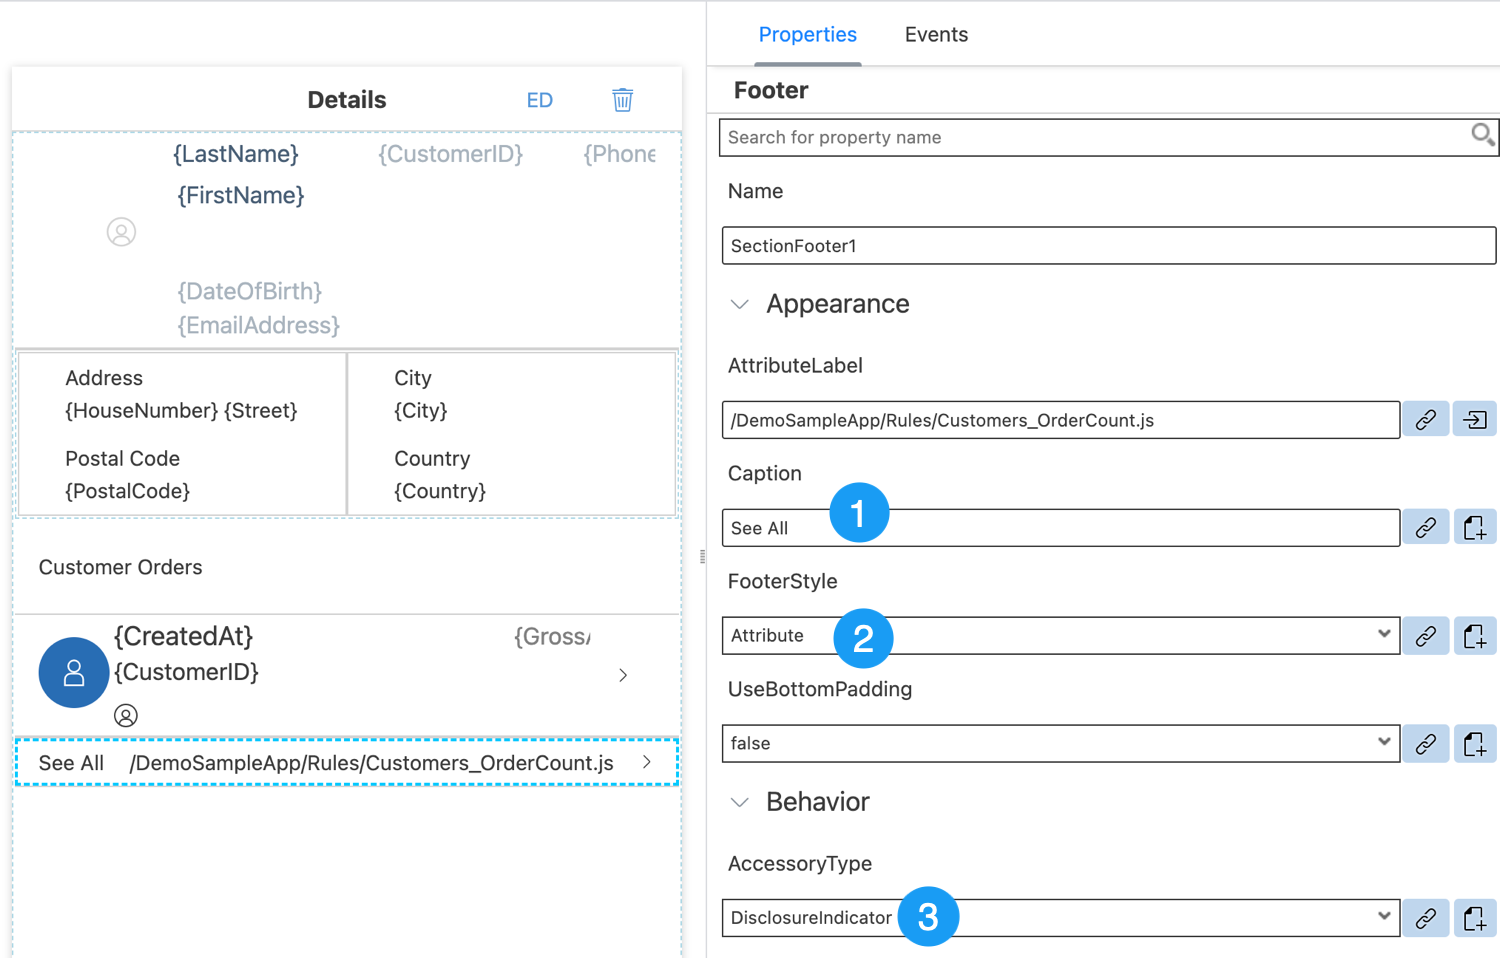 Details ED
{LastName} {CustomerID} {Phone
{FirstName}
{DateOfBirth}
{EmailAddress}
Address
{HouseNumber} {Street}
Postal Code
{PostalCode}
City
{City}
Country
{Country}
Customer Orders
{CreatedAt} {Gross
{CustomerID}
See All /DemoSampleApp/Rules/Customers_OrderCount.js
Properties Events
Footer
Search for property name
Name
SectionFooter1
Appearance
AttributeLabel
/DemoSampleApp/Rules/Customers_OrderCount.js
Caption
See All 1
FooterStyle
Attribute 2
UseBottomPadding
false
Behavior
AccessoryType
DisclosureIndicator 3